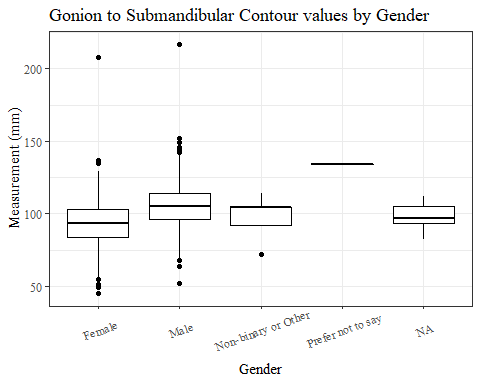 Gonion to Submandibular Contour values by Gender
Measurement (mm)
200
150
100
50
Female
Male
Non-binary or Other
Prefer not to say
NA
Gender